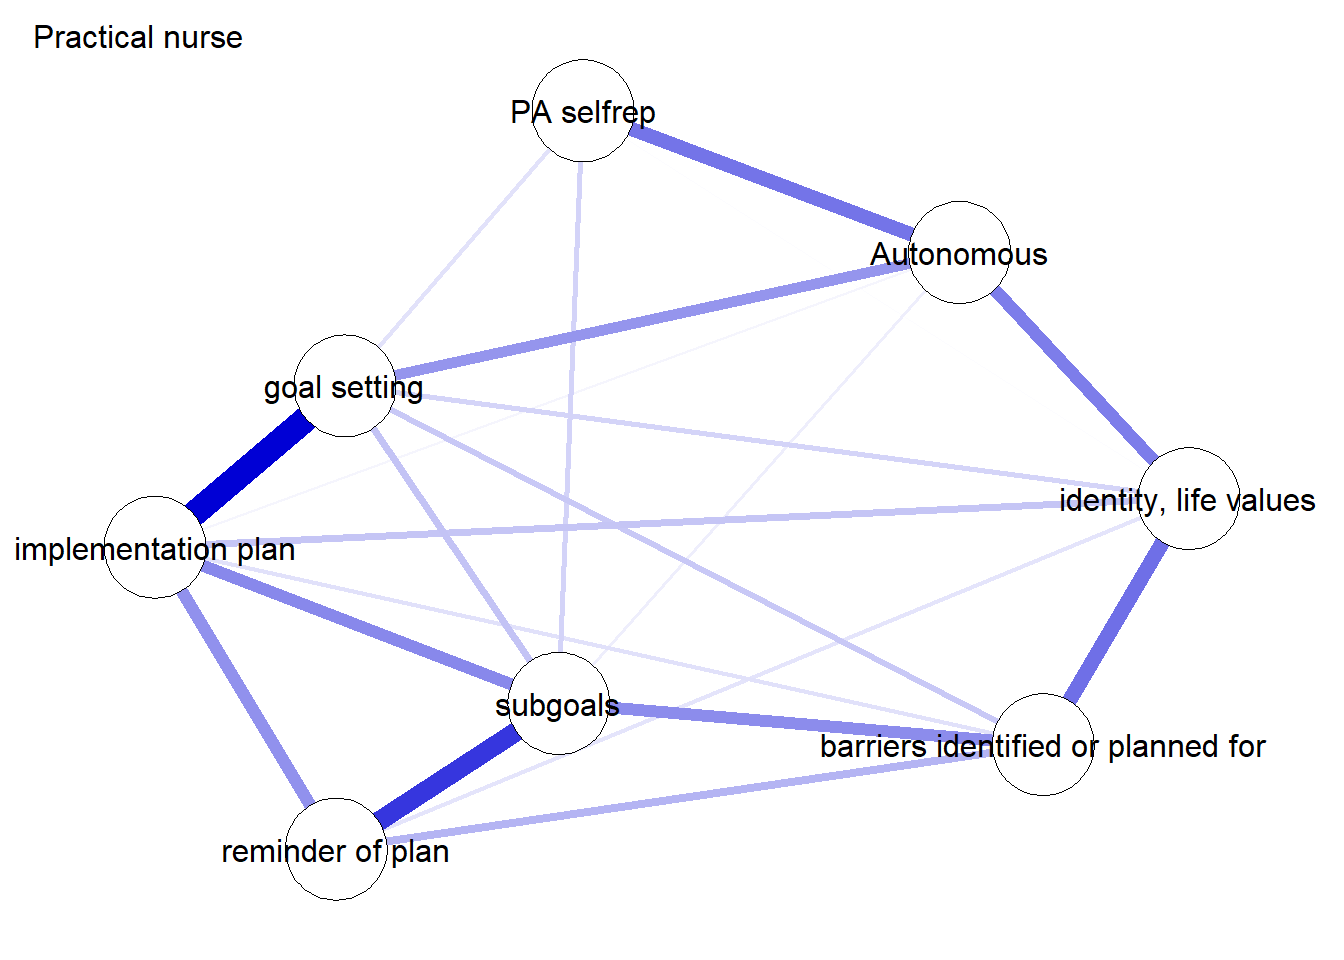 Practical nurse
PA selfrep
Autonomous
goal setting
identity, life values
implementation plan
subgoals
barriers identified or planned for
reminder of plan